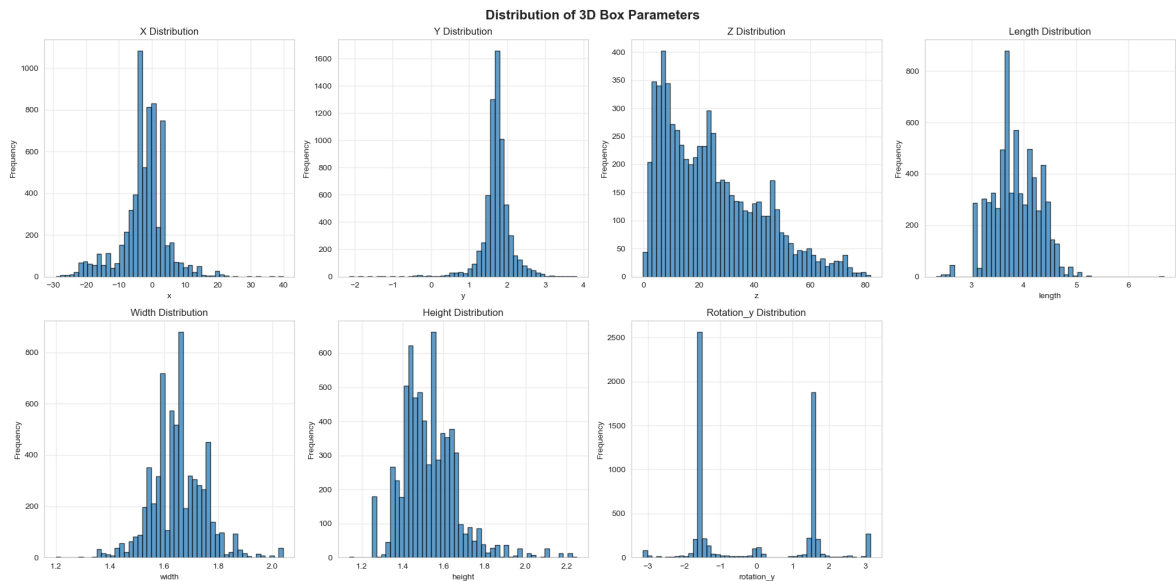 Distribution of 3D Box Parameters
X Distribution
Y Distribution
Z Distribution
Length Distribution
Frequency
1000
800
600
400
200
0
−30 −20 −10 0 10 20 30 40
x
Frequency
1600
1400
1200
1000
800
600
400
200
0
−2 −1 0 1 2 3 4
y
Frequency
400
350
300
250
200
150
100
50
0
0 20 40 60 80
z
Frequency
800
600
400
200
0
3 4 5 6
length
Width Distribution
Height Distribution
Rotation_y Distribution
Frequency
800
600
400
200
0
1.2 1.4 1.6 1.8 2.0
width
Frequency
600
500
400
300
200
100
0
1.2 1.4 1.6 1.8 2.0 2.2
height
Frequency
2500
2000
1500
1000
500
0
−3 −2 −1 0 1 2 3
rotation_y